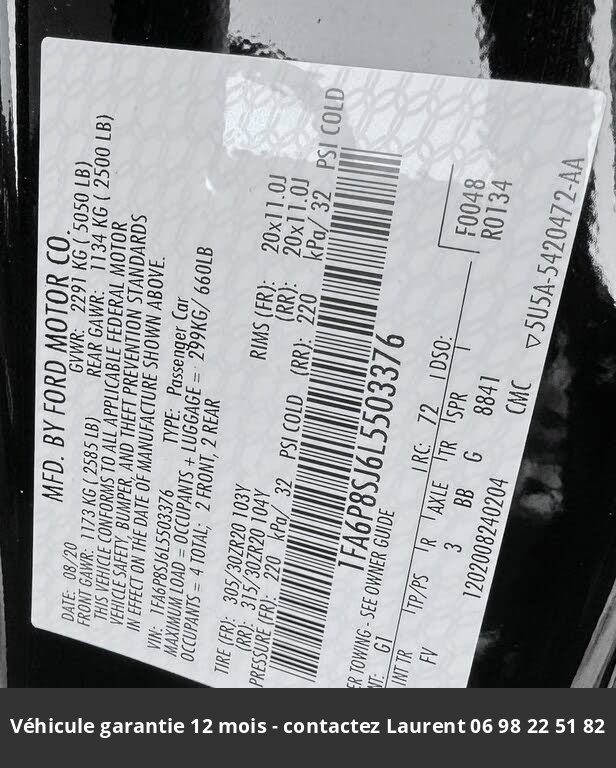 MFD. BY FORD MOTOR CO.
DATE: 08/20 GVWR: 2291 KG ( 5050 LB)
FRONT GAWR: 1173 KG ( 2585 LB) REAR GAWR: 1134 KG ( 2500 LB)
THIS VEHICLE CONFORMS TO ALL APPLICABLE FEDERAL MOTOR
VEHICLE SAFETY, BUMPER, AND THEFT PREVENTION STANDARDS
IN EFFECT ON THE DATE OF MANUFACTURE SHOWN ABOVE.
VIN: 1FA6P8SJ6L5503376 TYPE: Passenger Car
MAXIMUM LOAD = OCCUPANTS + LUGGAGE = 299KG/ 660LB
OCCUPANTS = 4 TOTAL; 2 FRONT, 2 REAR
TIRE (FR): 305/30ZR20 103Y RIMS (FR): 20x11.0J
(RR): 315/30ZR20 104Y (RR): 20x11.0J
PRESSURE (FR): 220 kPa/ 32 PSI COLD (RR): 220 kPa/ 32 PSI COLD
1FA6P8SJ6L5503376
ER TOWING - SEE OWNER GUIDE F0048
NT: G1 RC: 72 DSO: R0134
INT TR TP/PS R AXLE TR SPR
FV 3 BB G 8841
1202008240204 CMC ▽5U5A-5420472-AA
Véhicule garantie 12 mois - contactez Laurent 06 98 22 51 82